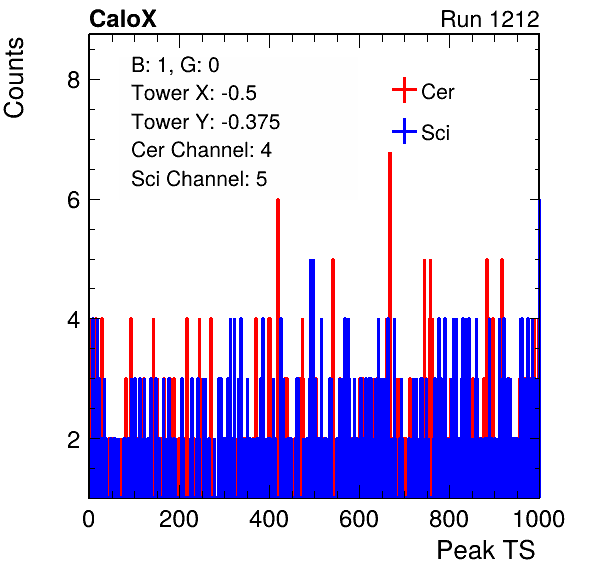 CaloX
Run 1212
Counts
B: 1, G: 0
Tower X: -0.5
Tower Y: -0.375
Cer Channel: 4
Sci Channel: 5
Cer
Sci
8
6
4
2
0 200 400 600 800 1000
Peak TS